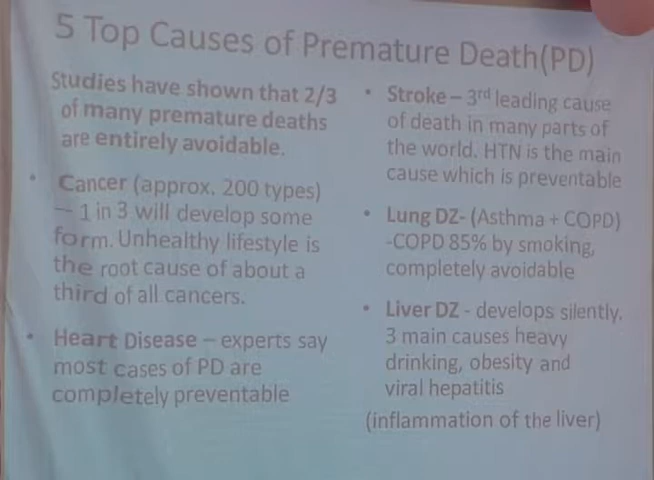 5 Top Causes of Premature Death(PD)
Studies have shown that 2/3
of many premature deaths
are entirely avoidable.
• Cancer (approx. 200 types)
— 1 in 3 will develop some
form. Unhealthy lifestyle is
the root cause of about a
third of all cancers.
• Heart Disease – experts say
most cases of PD are
completely preventable
• Stroke – 3rd leading cause
of death in many parts of
the world. HTN is the main
cause which is preventable
• Lung DZ- (Asthma + COPD)
-COPD 85% by smoking,
completely avoidable
• Liver DZ - develops silently.
3 main causes heavy
drinking, obesity and
viral hepatitis
(inflammation of the liver)